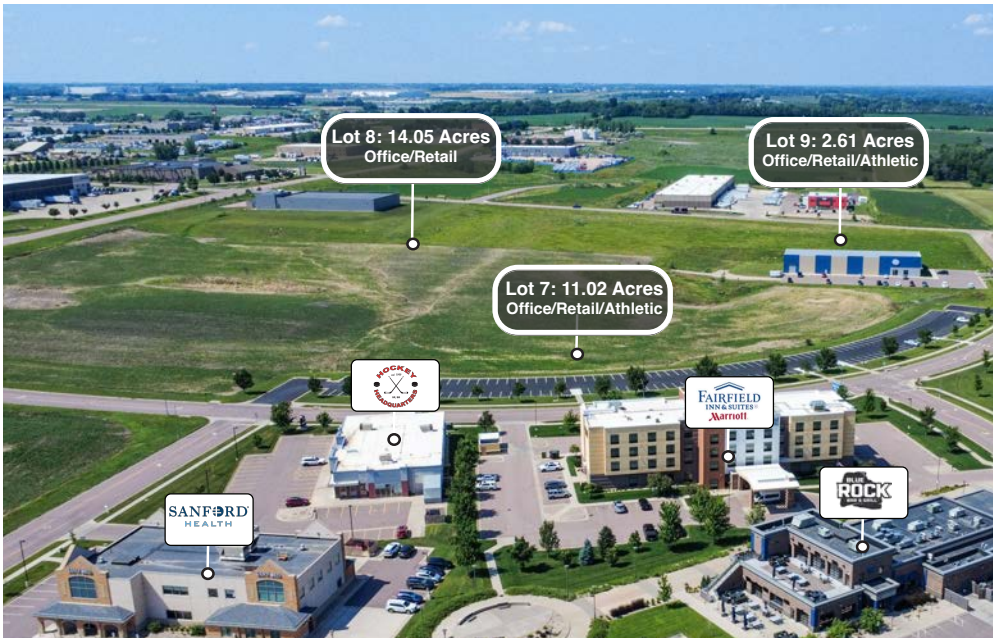 Lot 8: 14.05 Acres
Office/Retail
Lot 9: 2.61 Acres
Office/Retail/Athletic
Lot 7: 11.02 Acres
Office/Retail/Athletic
HOCKEY
HEADQUARTERS
FAIRFIELD
INN & SUITES®
Marriott
BLUE
ROCK
BAR & GRILL
SANFORD
HEALTH